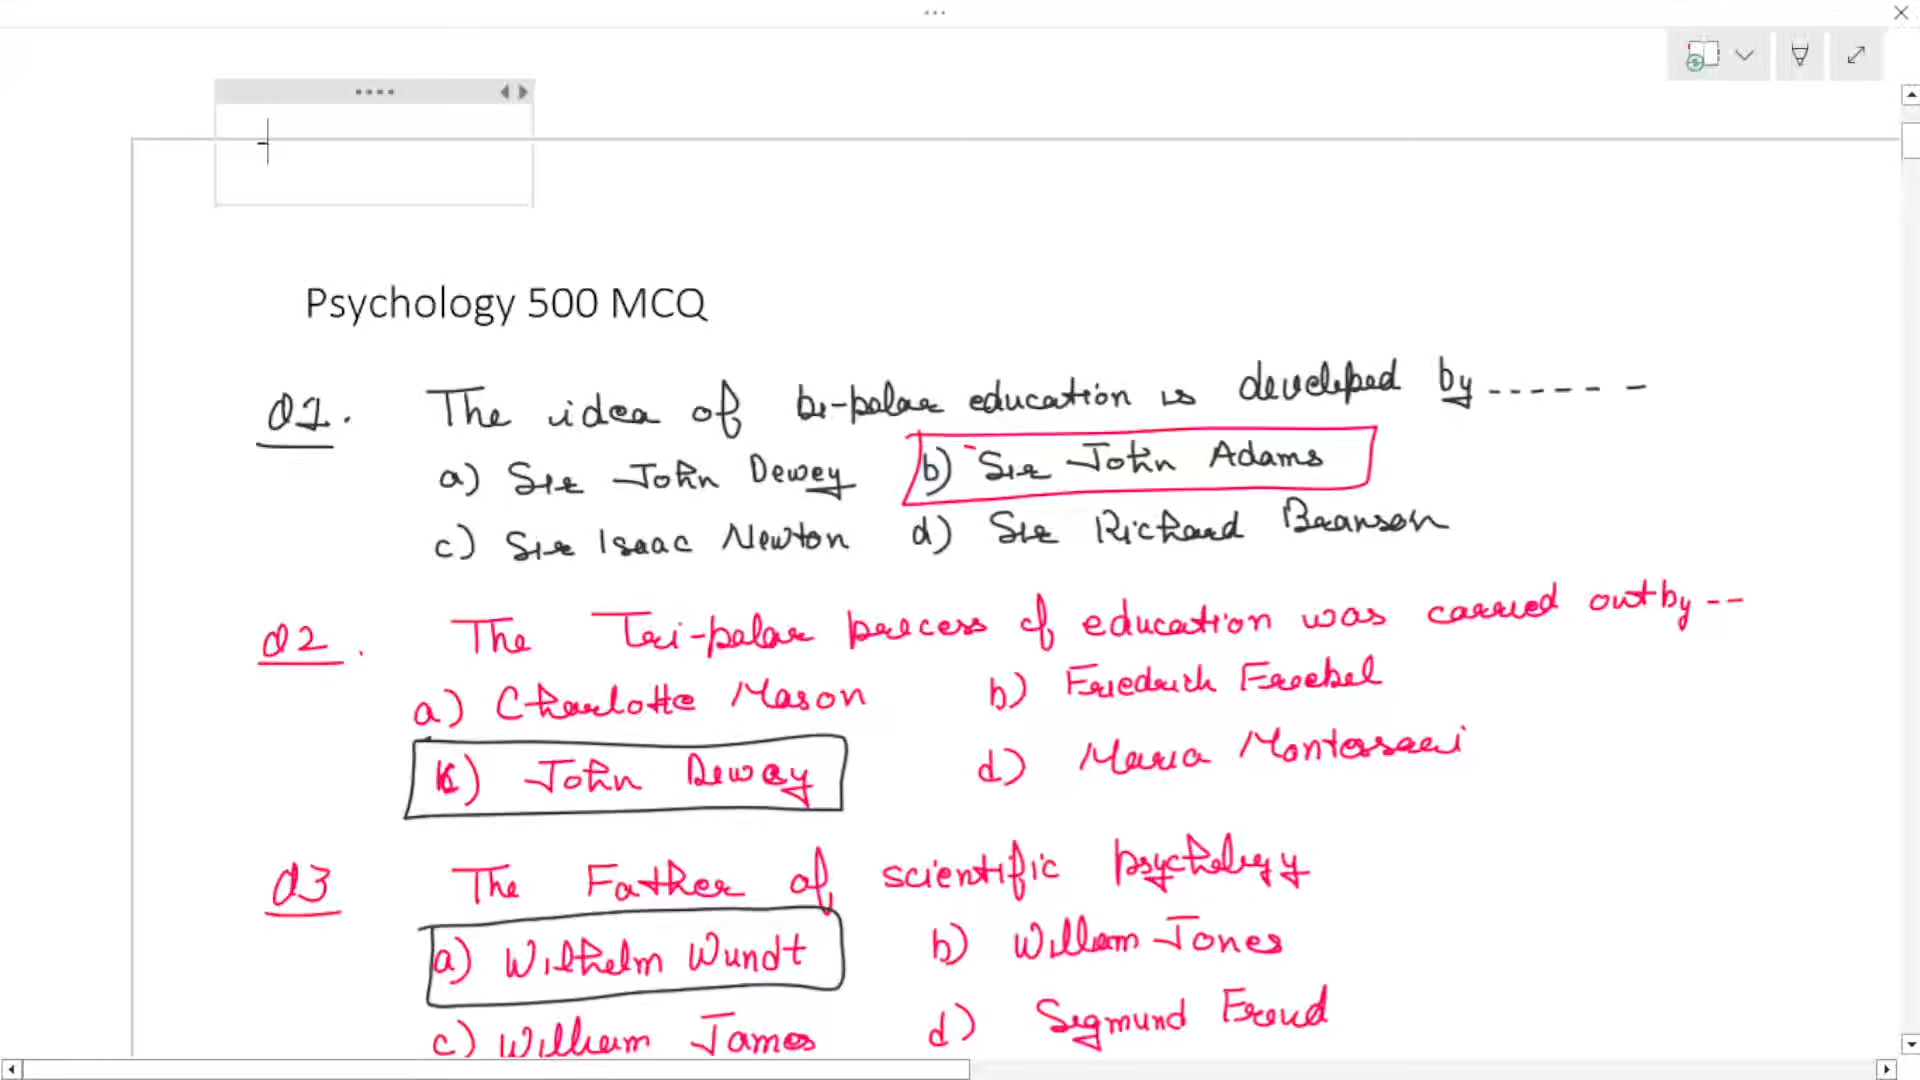 Psychology 500 MCQ
Q1. The idea of bi-polar education is developed by ------
a) Sir John Dewey b) Sir John Adams
c) Sir Isaac Newton d) Sir Richard Branson
Q2. The Tri-polar process of education was carried out by --
a) Charlotte Mason b) Friedrich Froebel
c) John Dewey d) Maria Montessori
Q3 The Father of scientific psychology
a) Wilhelm Wundt b) William Jones
c) William James d) Sigmund Freud